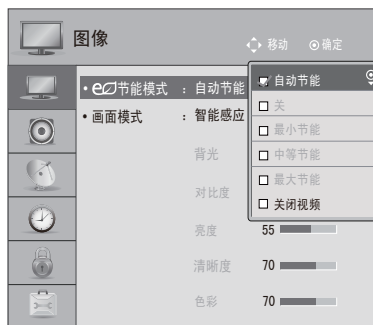 图像
移动 ⊙确定
• e节能模式 : 自动节能
• 画面模式 : 智能感应
背光
对比度
亮度 55
清晰度 70
色彩 70
自动节能
关
最小节能
中等节能
最大节能
关闭视频